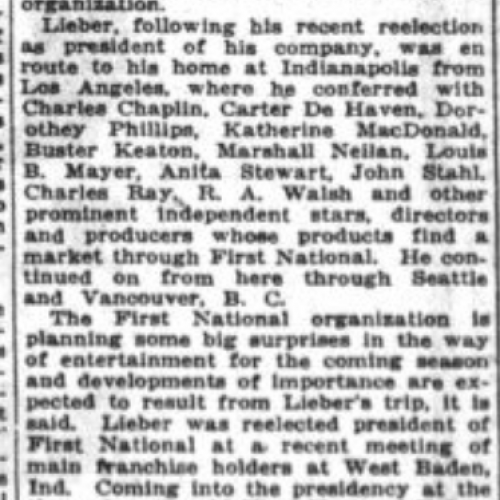 organization.
Lieber, following his recent reelection
as president of his company, was en
route to his home at Indianapolis from
Los Angeles, where he conferred with
Charles Chaplin, Carter De Haven, Dor-
othey Phillips, Katherine MacDonald,
Buster Keaton, Marshall Neilan, Louis
B. Mayer, Anita Stewart, John Stahl,
Charles Ray, R. A. Walsh and other
prominent independent stars, directors
and producers whose products find a
market through First National. He con-
tinued on from here through Seattle
and Vancouver, B. C.
The First National organization is
planning some big surprises in the way
of entertainment for the coming season
and developments of importance are ex-
pected to result from Lieber's trip, it is
said. Lieber was reelected president of
First National at a recent meeting of
main franchise holders at West Baden,
Ind. Coming into the presidency at the